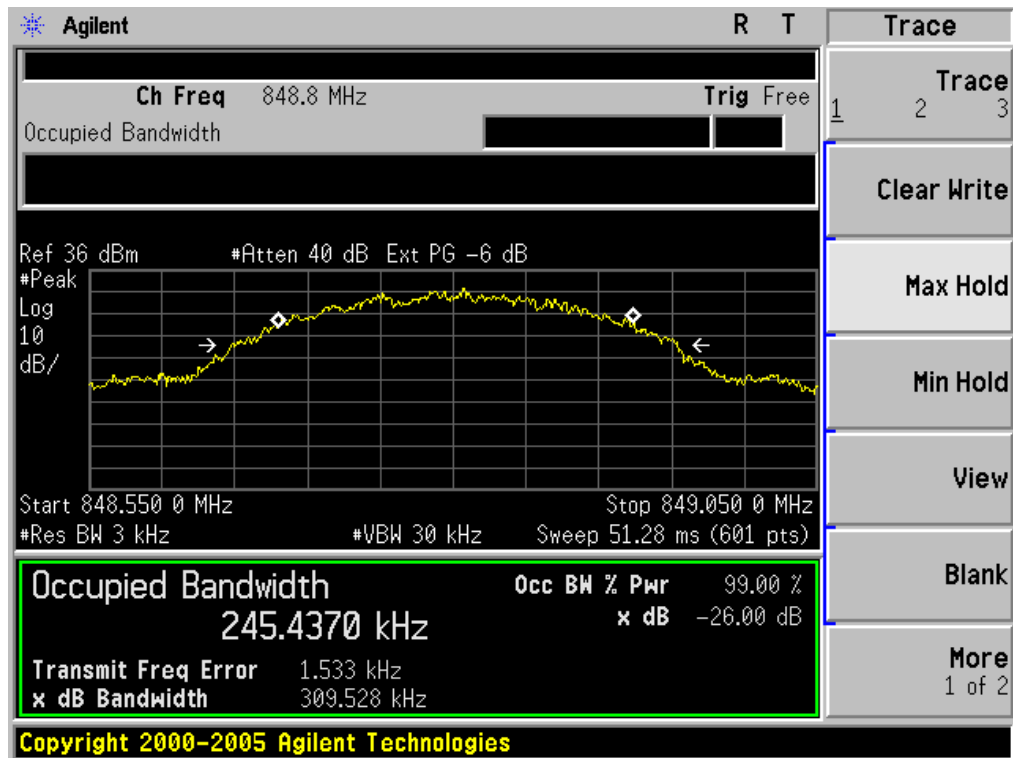 Agilent R T Trace
Ch Freq 848.8 MHz Trig Free
Occupied Bandwidth
Trace
1 2 3
Clear Write
Ref 36 dBm #Atten 40 dB Ext PG -6 dB
#Peak
Log
10
dB/
Max Hold
Min Hold
View
Start 848.550 0 MHz Stop 849.050 0 MHz
#Res BW 3 kHz #VBW 30 kHz Sweep 51.28 ms (601 pts)
Occupied Bandwidth Occ BW % Pwr 99.00 %
245.4370 kHz x dB -26.00 dB
Transmit Freq Error 1.533 kHz
x dB Bandwidth 309.528 kHz
Blank
More
1 of 2
Copyright 2000-2005 Agilent Technologies